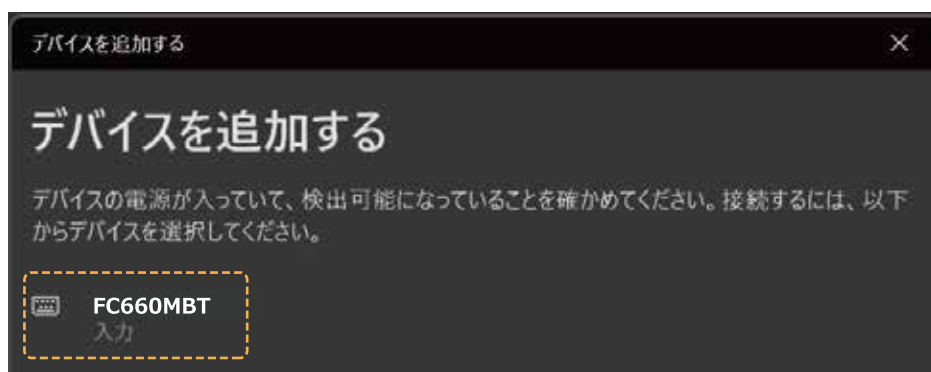 デバイスを追加する
デバイスを追加する
デバイスの電源が入っていて、検出可能になっていることを確かめてください。接続するには、以下
からデバイスを選択してください。
FC660MBT
入力